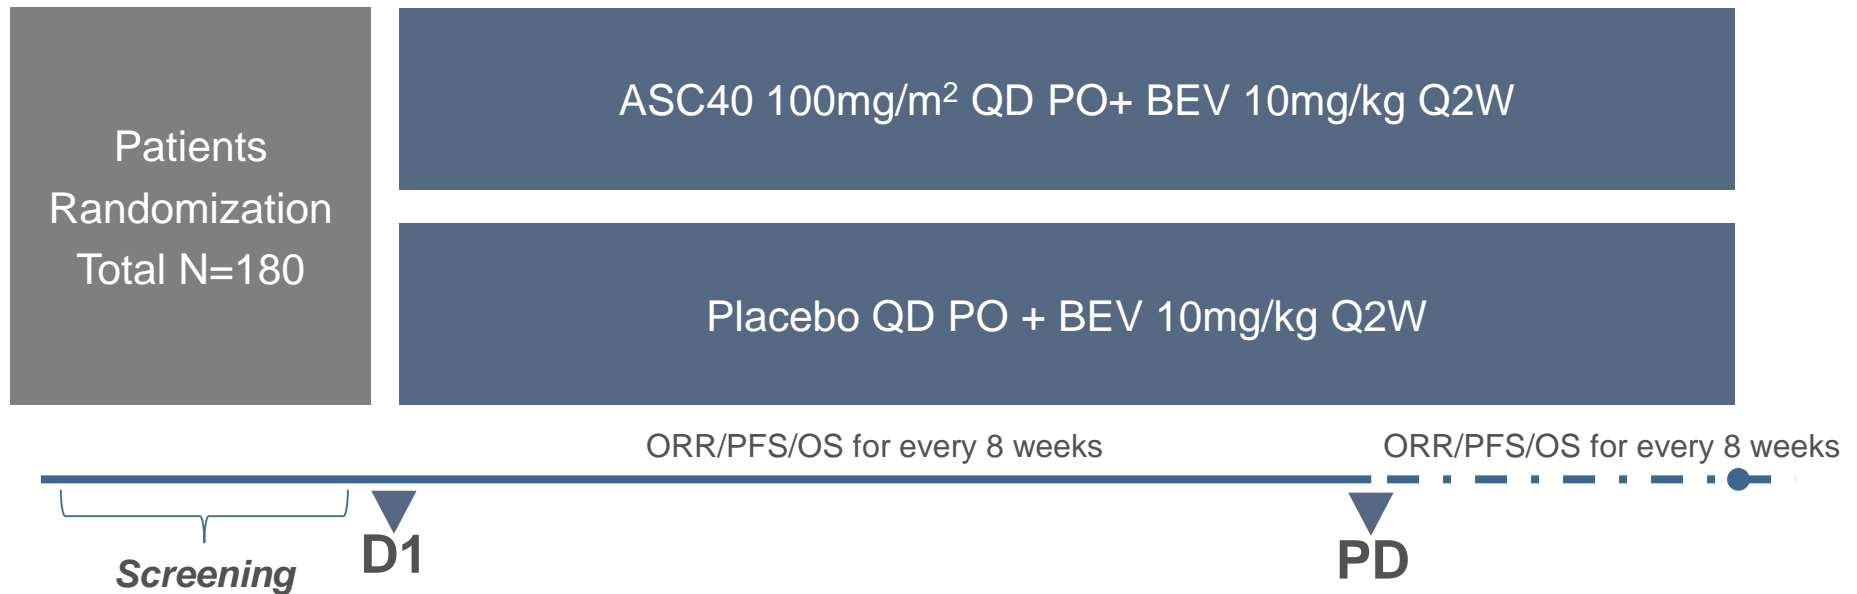 Patients
Randomization
Total N=180
ASC40 100mg/m² QD PO+ BEV 10mg/kg Q2W
Placebo QD PO + BEV 10mg/kg Q2W
ORR/PFS/OS for every 8 weeks
ORR/PFS/OS for every 8 weeks
Screening
D1
PD